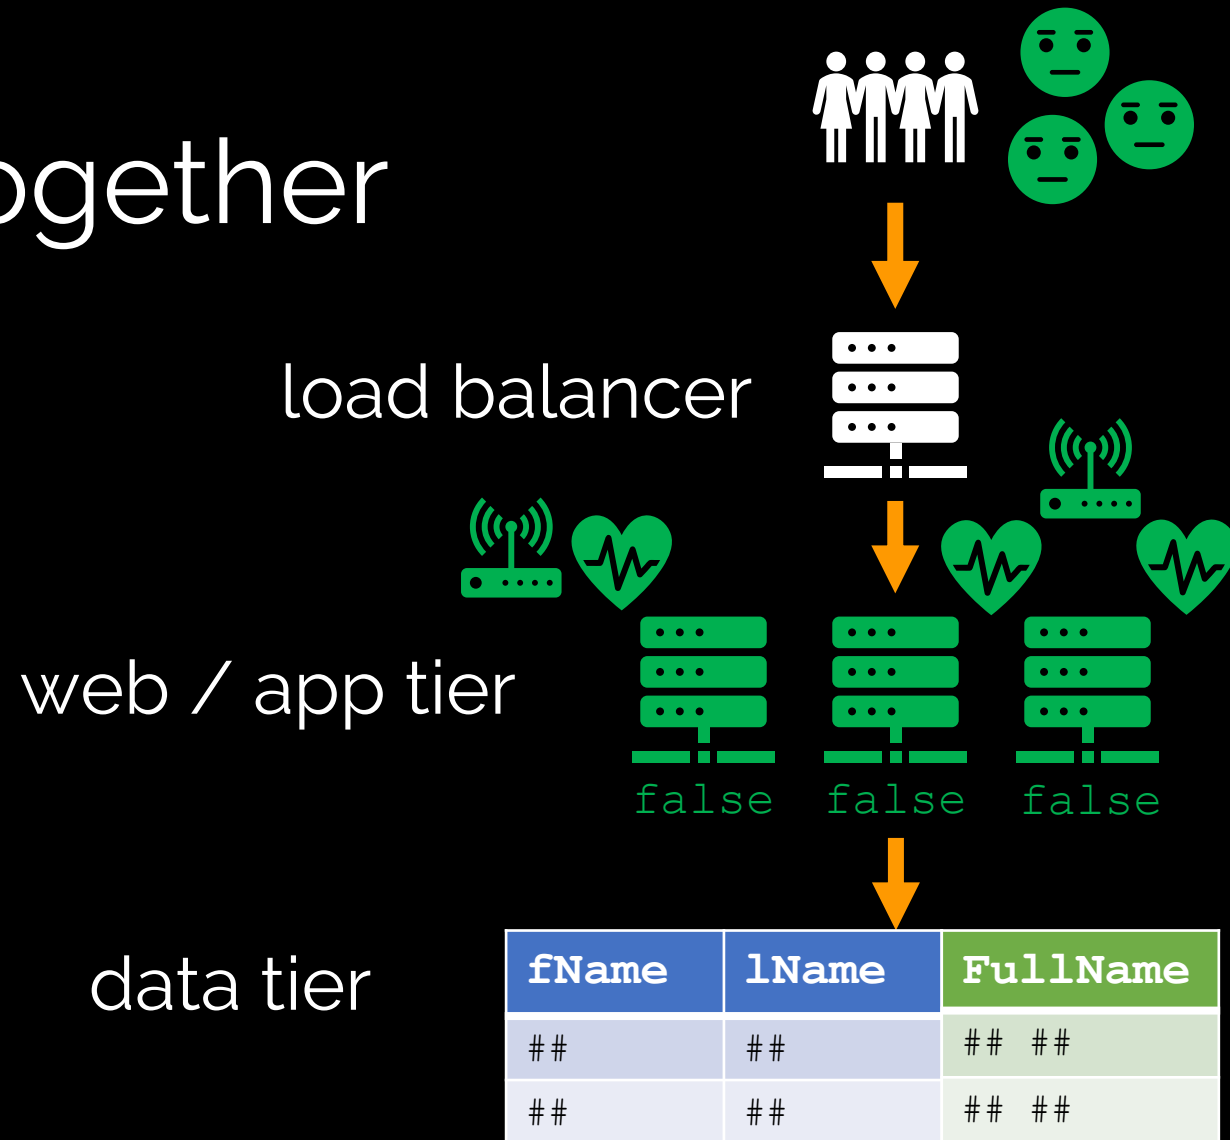 ogether
load balancer
web / app tier
false false false
data tier
fName lName FullName
## ## ## ##
## ## ## ##